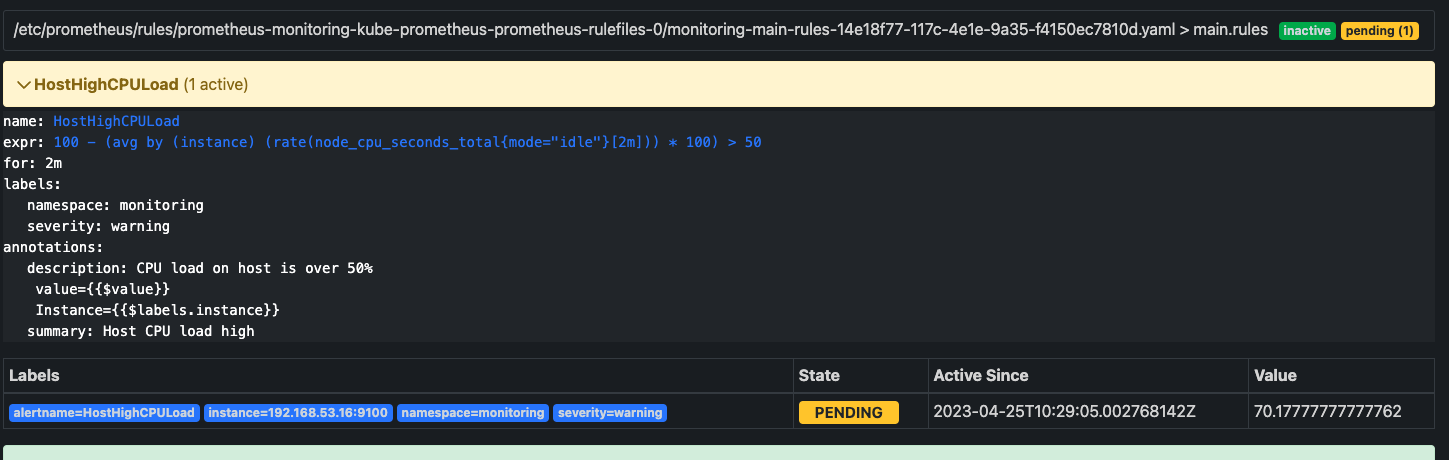 /etc/prometheus/rules/prometheus-monitoring-kube-prometheus-prometheus-rulefiles-0/monitoring-main-rules-14e18f77-117c-4e1e-9a35-f4150ec7810d.yaml > main.rules inactive pending (1)
HostHighCPULoad (1 active)
name: HostHighCPULoad
expr: 100 - (avg by (instance) (rate(node_cpu_seconds_total{mode="idle"}[2m])) * 100) > 50
for: 2m
labels:
namespace: monitoring
severity: warning
annotations:
description: CPU load on host is over 50%
value={{$value}}
Instance={{$labels.instance}}
summary: Host CPU load high
Labels State Active Since Value
alertname=HostHighCPULoad instance=192.168.53.16:9100 namespace=monitoring severity=warning PENDING 2023-04-25T10:29:05.002768142Z 70.17777777777762